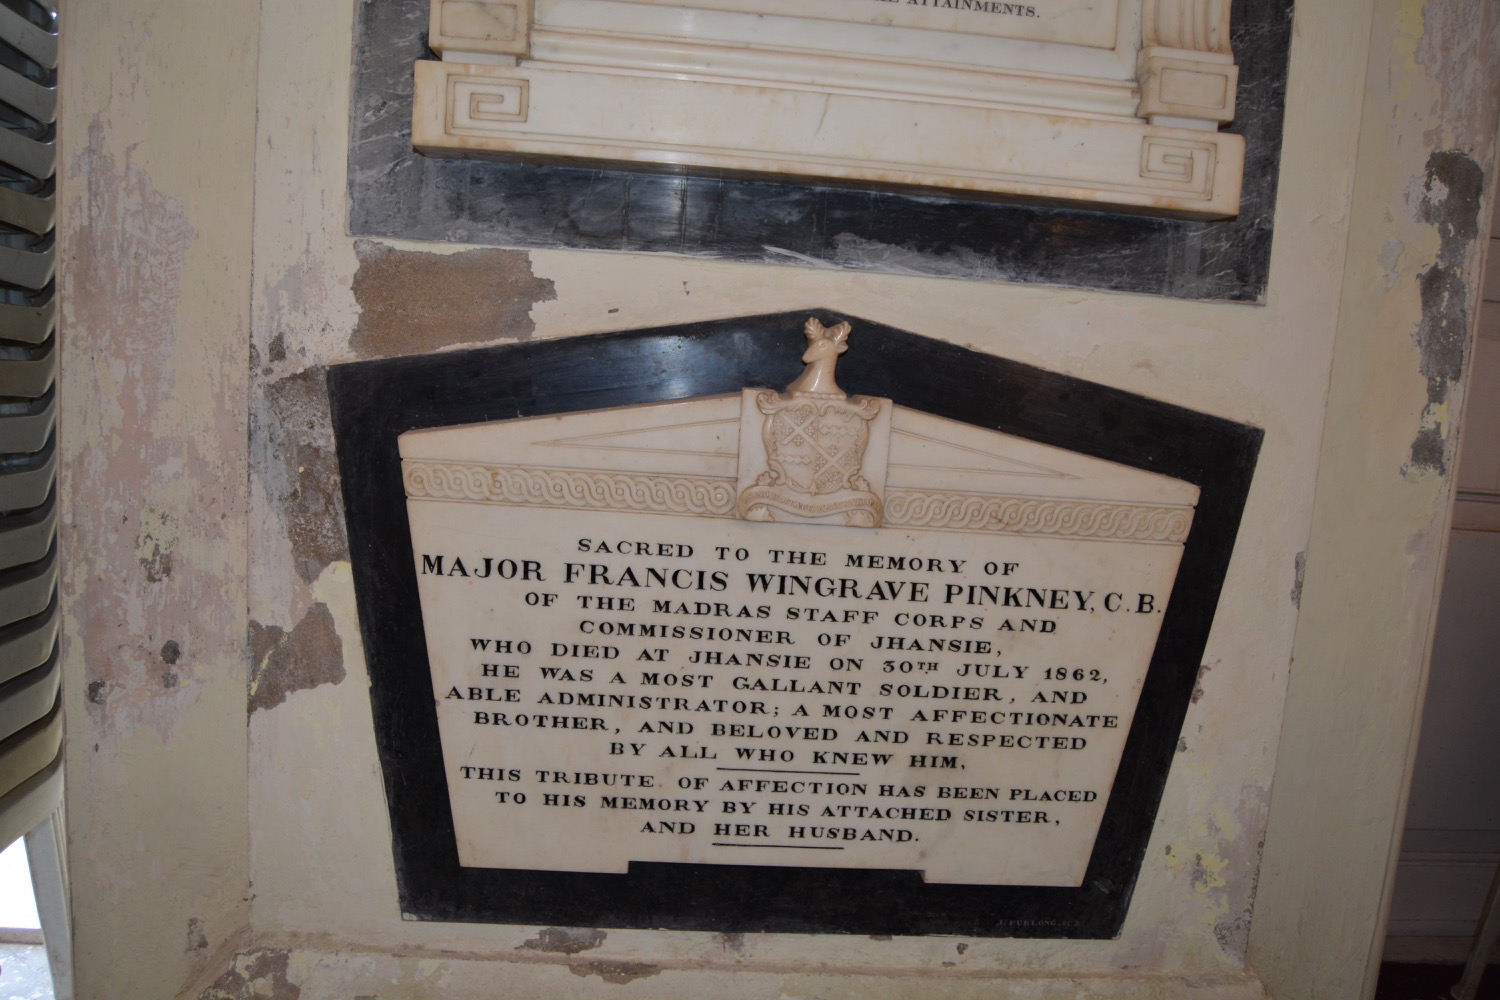 ATTAINMENTS.
SACRED TO THE MEMORY OF
MAJOR FRANCIS WINGRAVE PINKNEY, C.B.
OF THE MADRAS STAFF CORPS AND
COMMISSIONER OF JHANSIE,
WHO DIED AT JHANSIE ON 30TH JULY 1862,
HE WAS A MOST GALLANT SOLDIER, AND
ABLE ADMINISTRATOR; A MOST AFFECTIONATE
BROTHER, AND BELOVED AND RESPECTED
BY ALL WHO KNEW HIM,
THIS TRIBUTE OF AFFECTION HAS BEEN PLACED
TO HIS MEMORY BY HIS ATTACHED SISTER,
AND HER HUSBAND.
J. FURLONG.